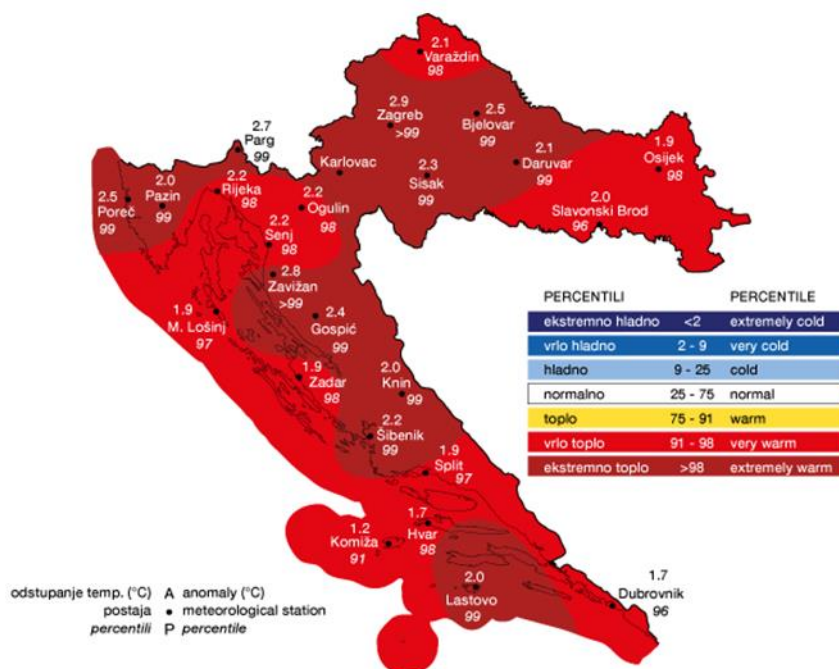 2.1
Varaždin
98
2.9
Zagreb
>99
2.5
Bjelovar
99
2.7
Parg
99
Karlovac
2.3
Sisak
99
2.1
Daruvar
99
1.9
Osijek
98
2.5
Poreč
99
2.0
Pazin
99
2.2
Rijeka
98
2.2
Ogulin
98
2.0
Slavonski Brod
96
2.2
Senj
98
2.8
Zavižan
>99
1.9
M. Lošinj
97
2.4
Gospić
99
1.9
Zadar
98
2.0
Knin
99
2.2
Šibenik
99
1.9
Split
97
1.7
Hvar
98
1.2
Komiža
91
2.0
Lastovo
99
1.7
Dubrovnik
96
PERCENTILI PERCENTILE
ekstremno hladno <2 extremely cold
vrlo hladno 2 - 9 very cold
hladno 9 - 25 cold
normalno 25 - 75 normal
toplo 75 - 91 warm
vrlo toplo 91 - 98 very warm
ekstremno toplo >98 extremely warm
odstupanje temp. (°C) A anomaly (°C)
postaja • meteorological station
percentili P percentile